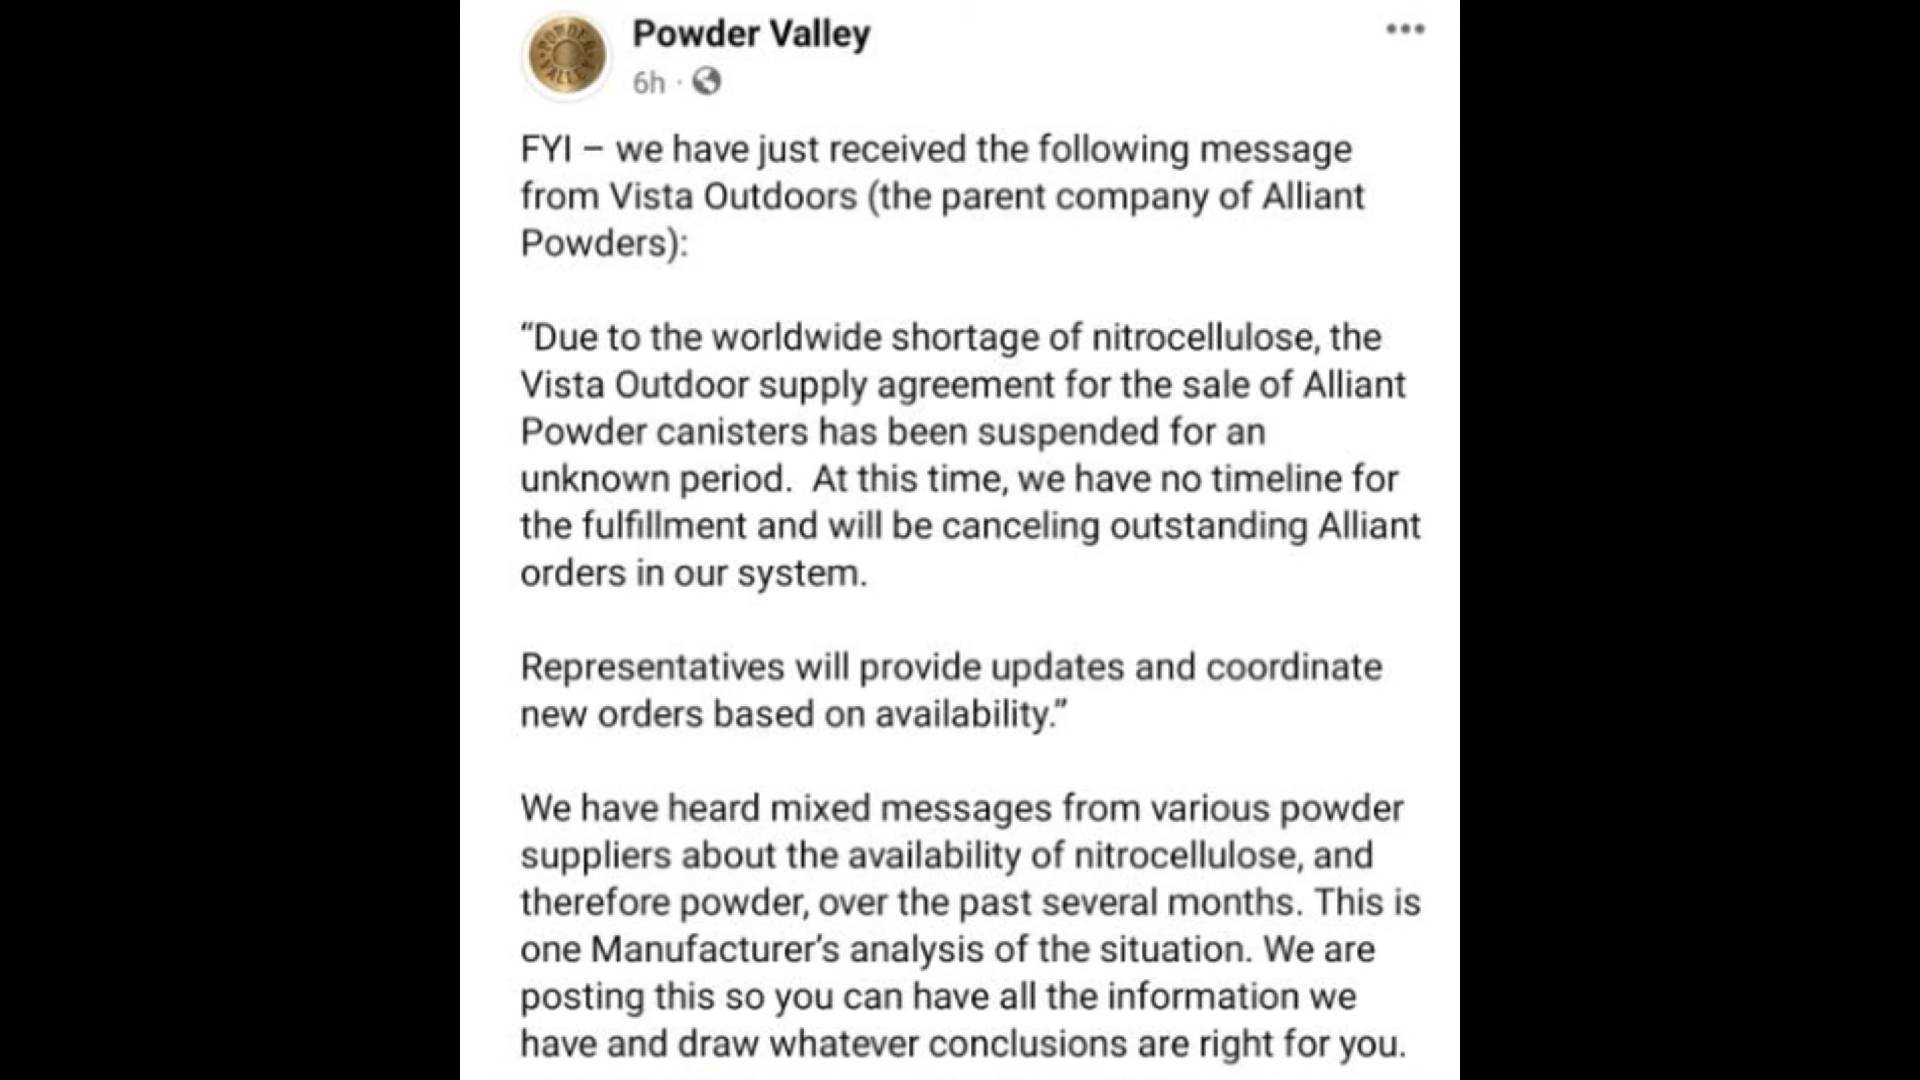 Powder Valley
6h ·
POWDER
VALLEY
FYI – we have just received the following message
from Vista Outdoors (the parent company of Alliant
Powders):
“Due to the worldwide shortage of nitrocellulose, the
Vista Outdoor supply agreement for the sale of Alliant
Powder canisters has been suspended for an
unknown period.  At this time, we have no timeline for
the fulfillment and will be canceling outstanding Alliant
orders in our system.
Representatives will provide updates and coordinate
new orders based on availability.”
We have heard mixed messages from various powder
suppliers about the availability of nitrocellulose, and
therefore powder, over the past several months. This is
one Manufacturer’s analysis of the situation. We are
posting this so you can have all the information we
have and draw whatever conclusions are right for you.